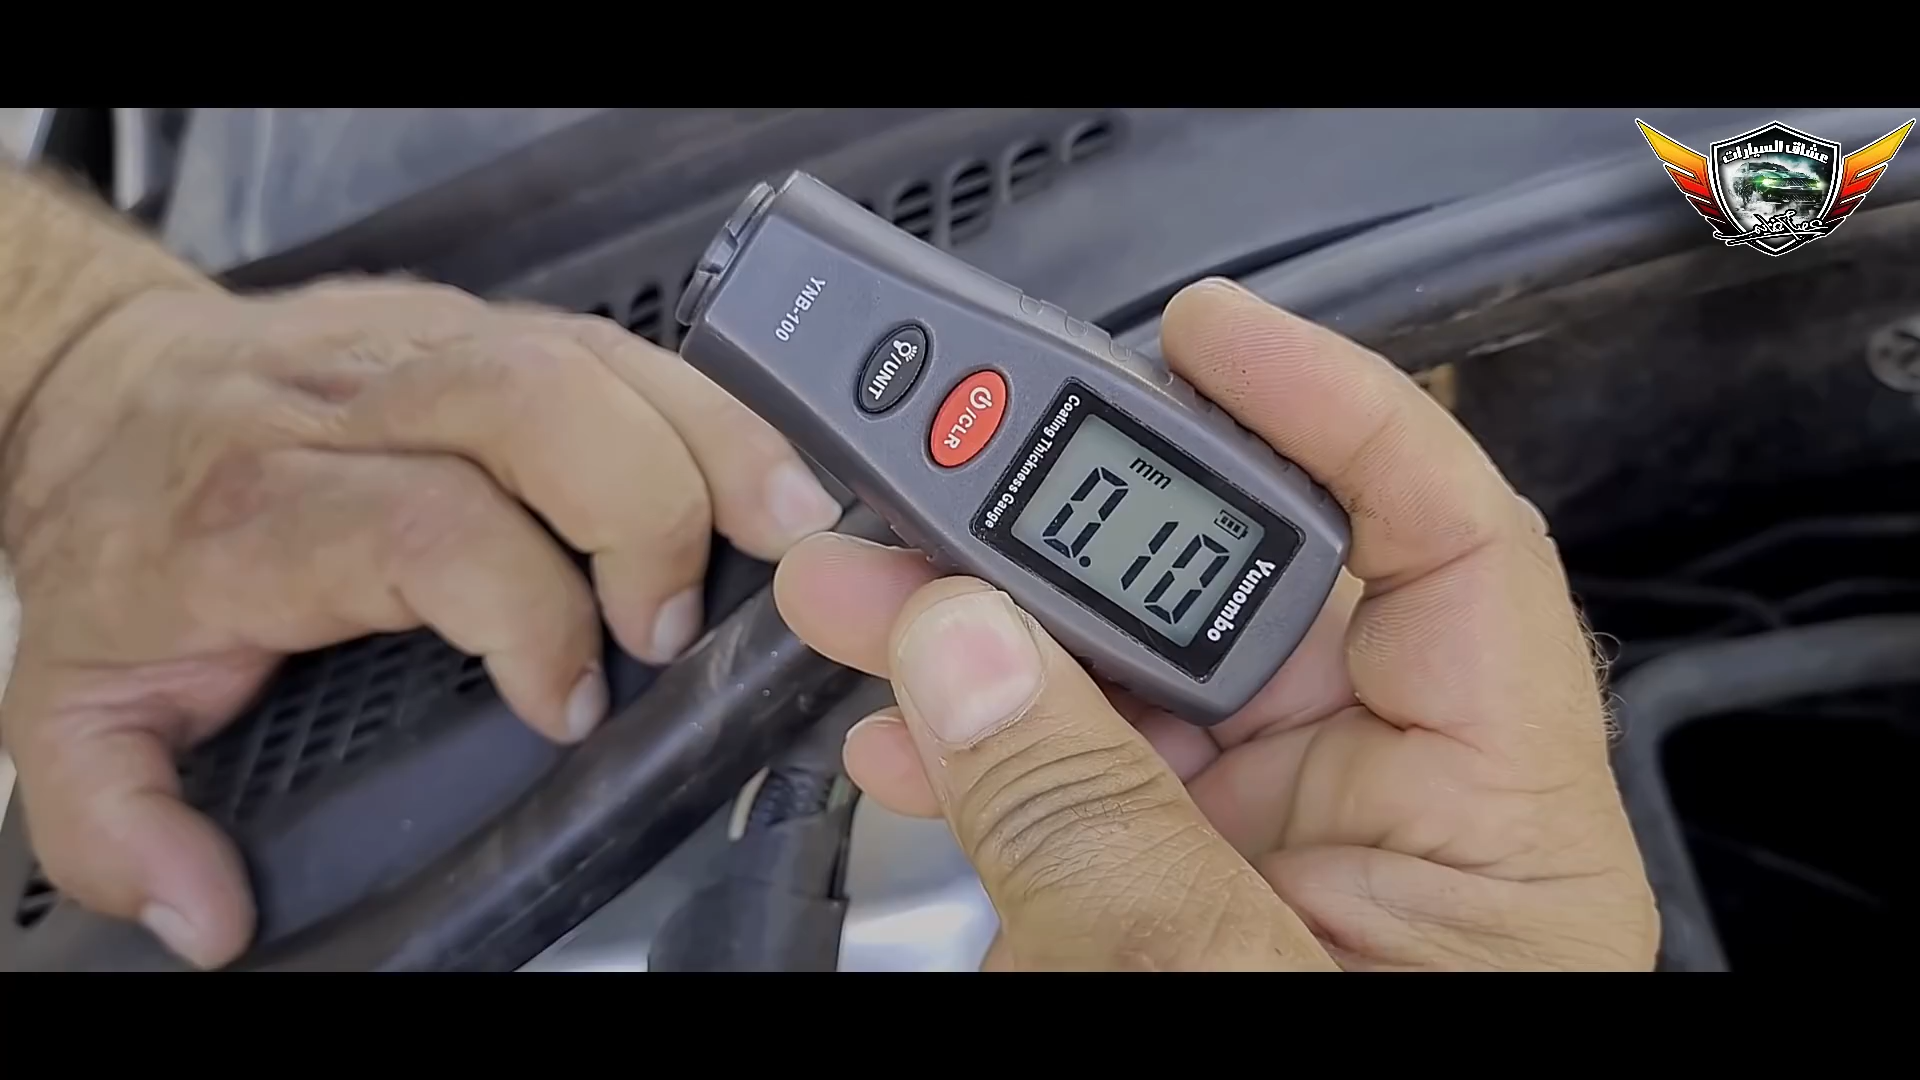 عشاق السيارات
YNB-100
/UNIT
/CLR
Coating Thickness Gauge
mm
0.10
Yunombo